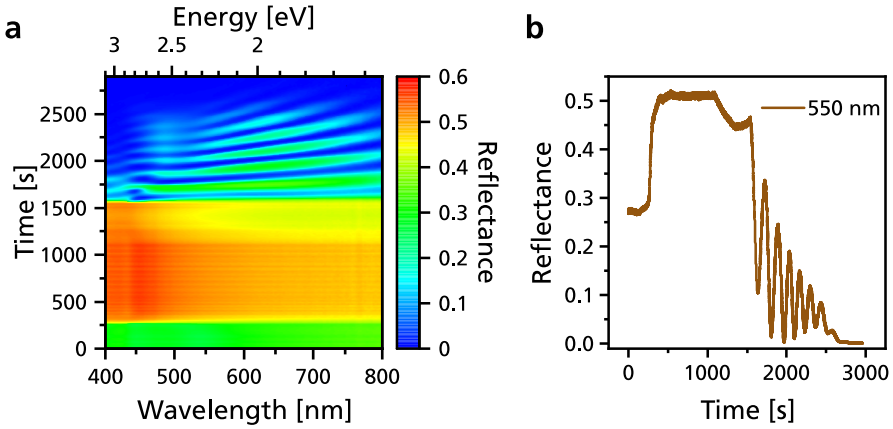 a
Energy [eV]
3 2.5 2
Time [s]
2500
2000
1500
1000
500
0
400 500 600 700 800
Wavelength [nm]
0.6
0.5
0.4
0.3
0.2
0.1
0
Reflectance
b
550 nm
Reflectance
0.5
0.4
0.3
0.2
0.1
0.0
0 1000 2000 3000
Time [s]